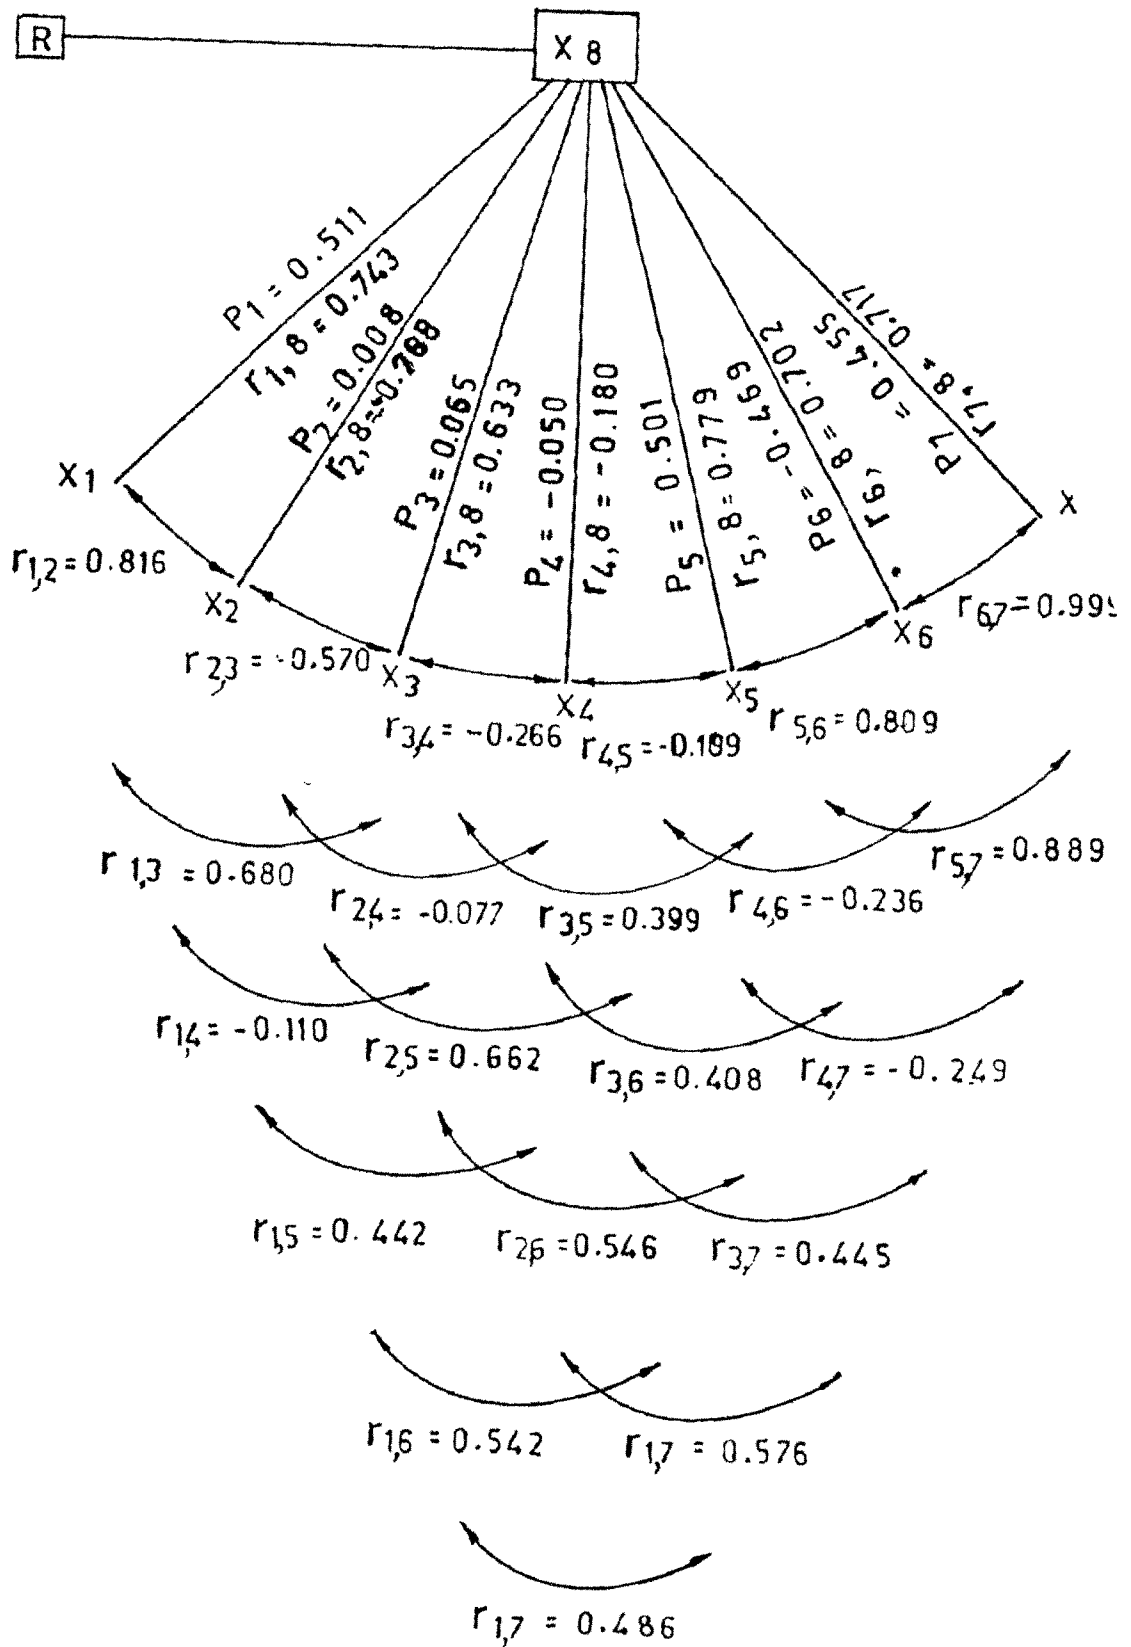 R
X 8
P1 = 0.511
r1, 8 = 0.743
P2 = 0.008
r2, 8
P3 = 0.065
r3, 8 = 0.633
P4 = -0.050
r4, 8 = -0.180
P5 = 0.501
r5, 8 = 0.779
P6 = -0.469
r6, 8 = 0.702
P7 = 0.455
r7, 8 = 0.717
X1
X2
X3
X4
X5
X6
X
r1,2 = 0.816
r2,3 = -0.570
r3,4 = -0.266
r4,5 =
r5,6 = 0.809
r6,7 = 0.99
r1,3 = 0.680
r2,4 = -0.077
r3,5 = 0.399
r4,6 = -0.236
r5,7 = 0.889
r1,4 = -0.110
r2,5 = 0.662
r3,6 = 0.408
r4,7 = -0.249
r1,5 = 0.442
r2,6 = 0.546
r3,7 = 0.445
r1,6 = 0.542
r1,7 = 0.576
r1,7 = 0.486